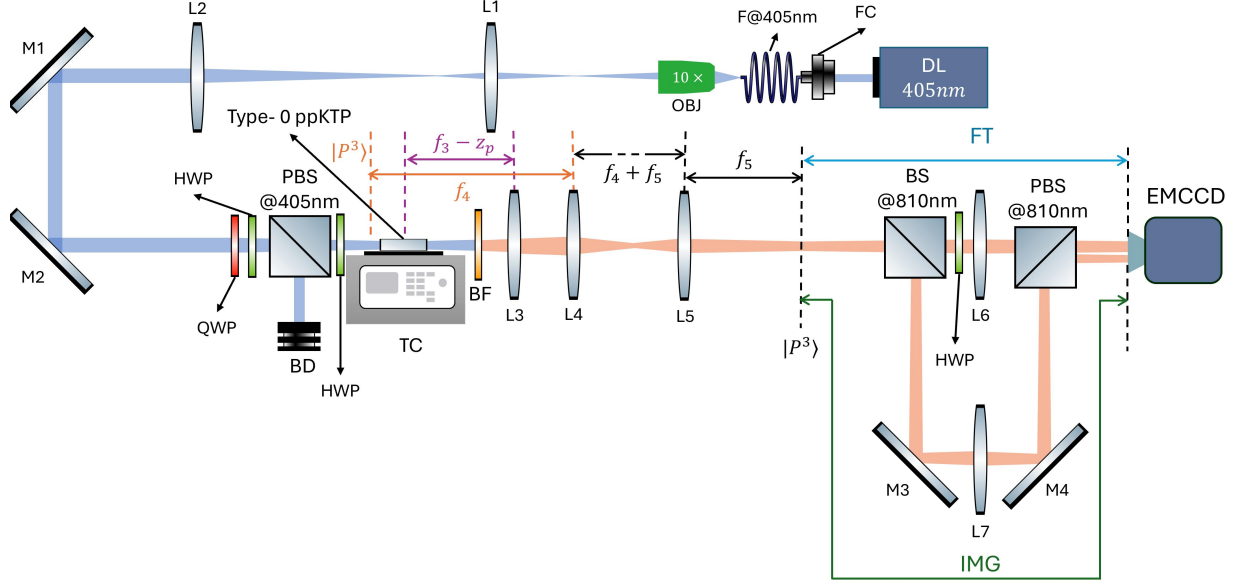 L2
L1
F@405nm
FC
M1
10 ×
OBJ
DL
405nm
Type- 0 ppKTP
|P³⟩
f₃ − z_p
f₄
f₄ + f₅
f₅
FT
HWP
PBS
@405nm
BS
@810nm
PBS
@810nm
EMCCD
M2
QWP
BD
HWP
TC
BF
L3
L4
L5
|P³⟩
HWP
L6
M3
M4
L7
IMG